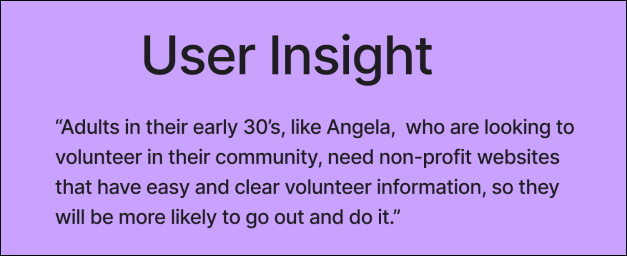 User Insight
“Adults in their early 30’s, like Angela,  who are looking to
volunteer in their community, need non-profit websites
that have easy and clear volunteer information, so they
will be more likely to go out and do it.”